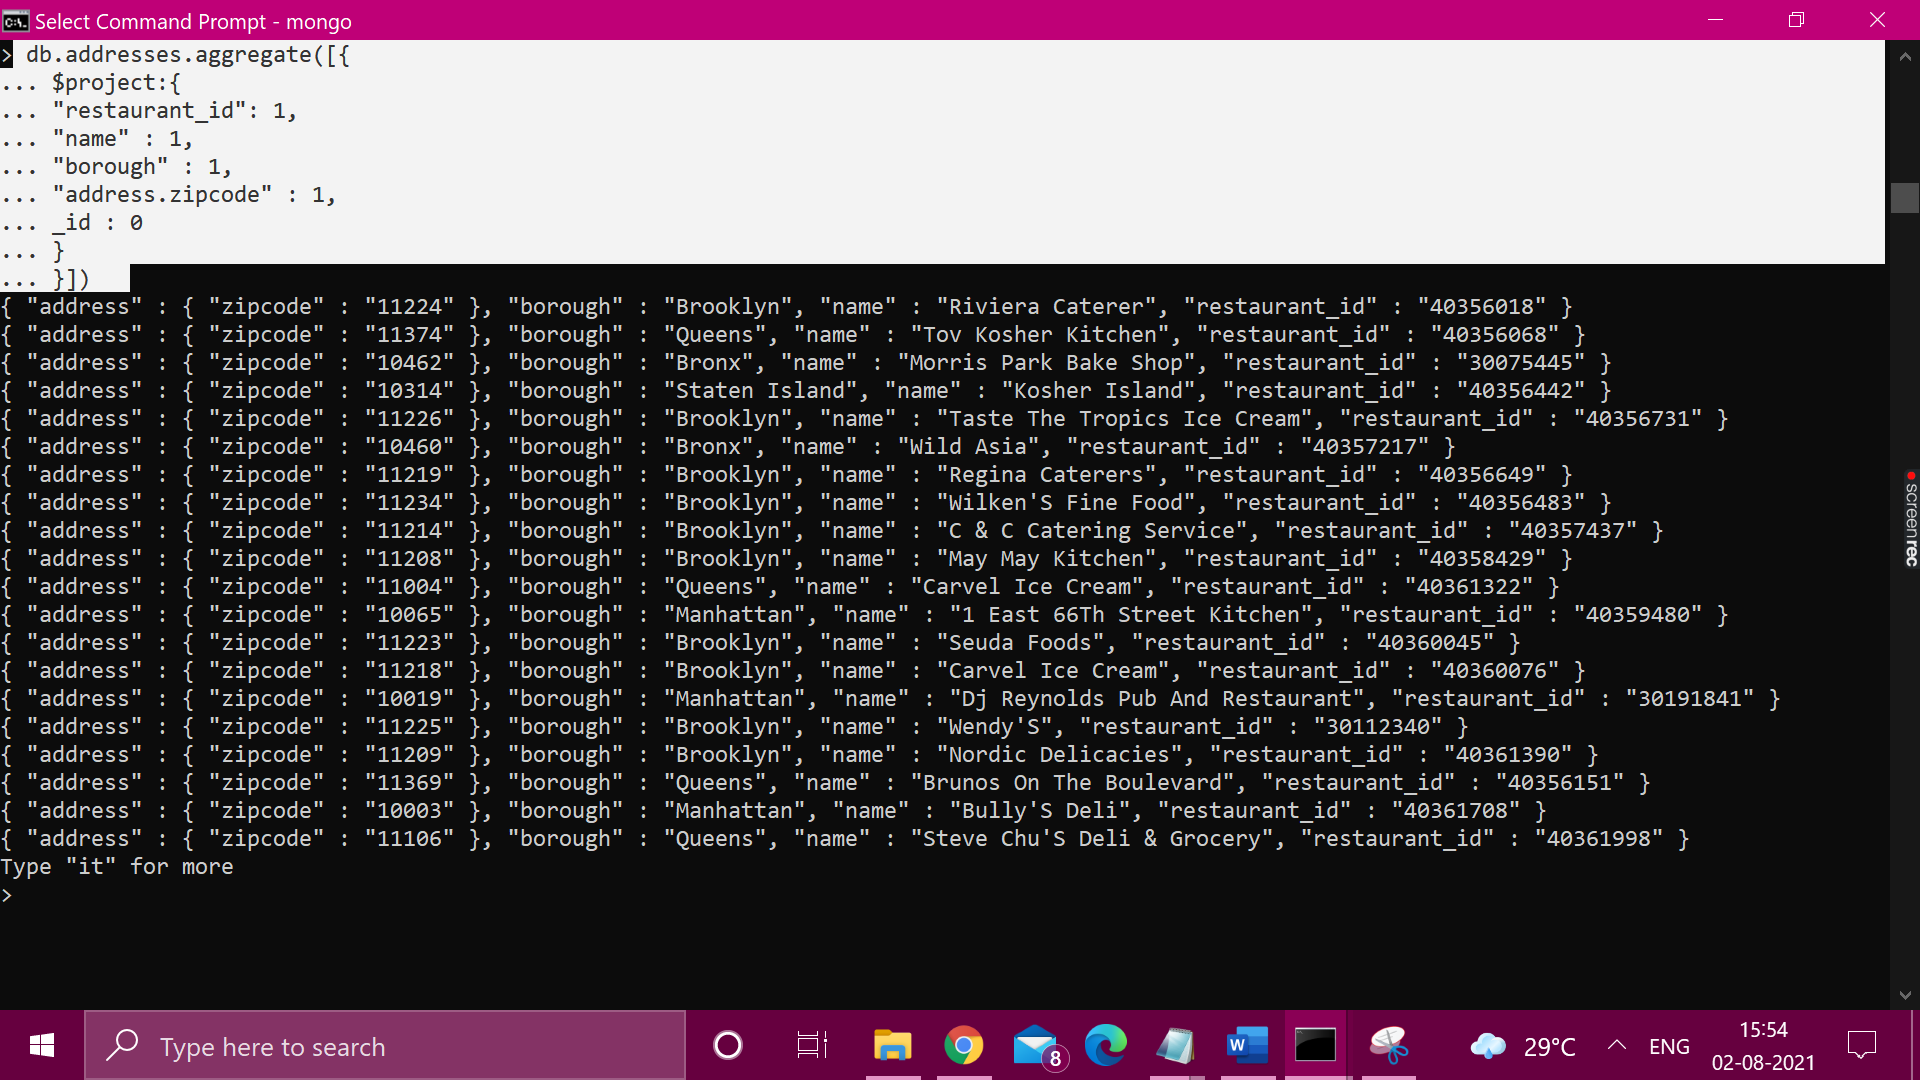 Select Command Prompt - mongo
> db.addresses.aggregate([{
... $project:{
... "restaurant_id": 1,
... "name" : 1,
... "borough" : 1,
... "address.zipcode" : 1,
... _id : 0
... }
... }])
{ "address" : { "zipcode" : "11224" }, "borough" : "Brooklyn", "name" : "Riviera Caterer", "restaurant_id" : "40356018" }
{ "address" : { "zipcode" : "11374" }, "borough" : "Queens", "name" : "Tov Kosher Kitchen", "restaurant_id" : "40356068" }
{ "address" : { "zipcode" : "10462" }, "borough" : "Bronx", "name" : "Morris Park Bake Shop", "restaurant_id" : "30075445" }
{ "address" : { "zipcode" : "10314" }, "borough" : "Staten Island", "name" : "Kosher Island", "restaurant_id" : "40356442" }
{ "address" : { "zipcode" : "11226" }, "borough" : "Brooklyn", "name" : "Taste The Tropics Ice Cream", "restaurant_id" : "40356731" }
{ "address" : { "zipcode" : "10460" }, "borough" : "Bronx", "name" : "Wild Asia", "restaurant_id" : "40357217" }
{ "address" : { "zipcode" : "11219" }, "borough" : "Brooklyn", "name" : "Regina Caterers", "restaurant_id" : "40356649" }
{ "address" : { "zipcode" : "11234" }, "borough" : "Brooklyn", "name" : "Wilken'S Fine Food", "restaurant_id" : "40356483" }
{ "address" : { "zipcode" : "11214" }, "borough" : "Brooklyn", "name" : "C & C Catering Service", "restaurant_id" : "40357437" }
{ "address" : { "zipcode" : "11208" }, "borough" : "Brooklyn", "name" : "May May Kitchen", "restaurant_id" : "40358429" }
{ "address" : { "zipcode" : "11004" }, "borough" : "Queens", "name" : "Carvel Ice Cream", "restaurant_id" : "40361322" }
{ "address" : { "zipcode" : "10065" }, "borough" : "Manhattan", "name" : "1 East 66Th Street Kitchen", "restaurant_id" : "40359480" }
{ "address" : { "zipcode" : "11223" }, "borough" : "Brooklyn", "name" : "Seuda Foods", "restaurant_id" : "40360045" }
{ "address" : { "zipcode" : "11218" }, "borough" : "Brooklyn", "name" : "Carvel Ice Cream", "restaurant_id" : "40360076" }
{ "address" : { "zipcode" : "10019" }, "borough" : "Manhattan", "name" : "Dj Reynolds Pub And Restaurant", "restaurant_id" : "30191841" }
{ "address" : { "zipcode" : "11225" }, "borough" : "Brooklyn", "name" : "Wendy'S", "restaurant_id" : "30112340" }
{ "address" : { "zipcode" : "11209" }, "borough" : "Brooklyn", "name" : "Nordic Delicacies", "restaurant_id" : "40361390" }
{ "address" : { "zipcode" : "11369" }, "borough" : "Queens", "name" : "Brunos On The Boulevard", "restaurant_id" : "40356151" }
{ "address" : { "zipcode" : "10003" }, "borough" : "Manhattan", "name" : "Bully'S Deli", "restaurant_id" : "40361708" }
{ "address" : { "zipcode" : "11106" }, "borough" : "Queens", "name" : "Steve Chu'S Deli & Grocery", "restaurant_id" : "40361998" }
Type "it" for more
>
screenrec
Type here to search
8
W
29°C
ENG
15:54
02-08-2021